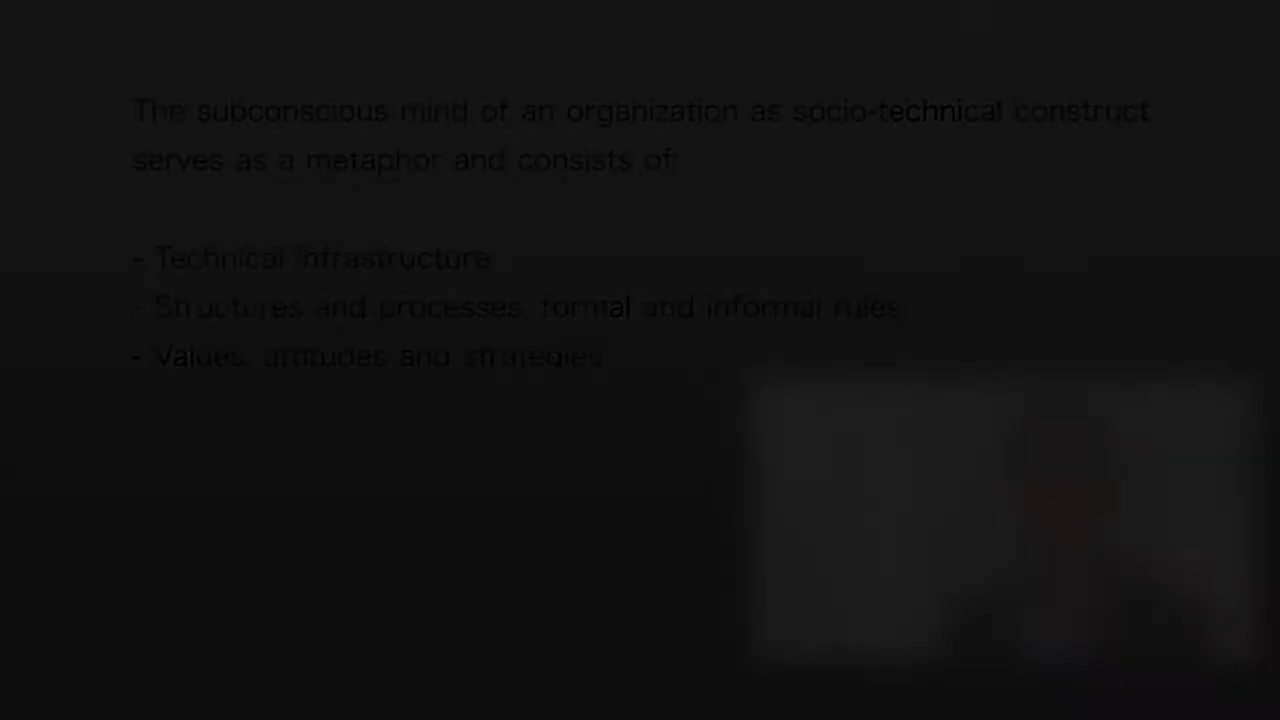 The subconscious mind of an organization as socio-technical construct
serves as a metaphor and consists of:
- Technical infrastructure
- Structures and processes, formal and informal rules
- Values, attitudes and strategies